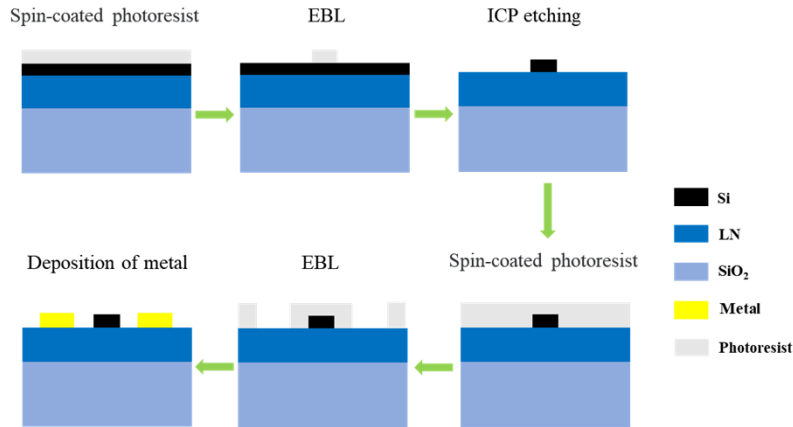 Spin-coated photoresist
EBL
ICP etching
Deposition of metal
EBL
Spin-coated photoresist
Si
LN
SiO₂
Metal
Photoresist